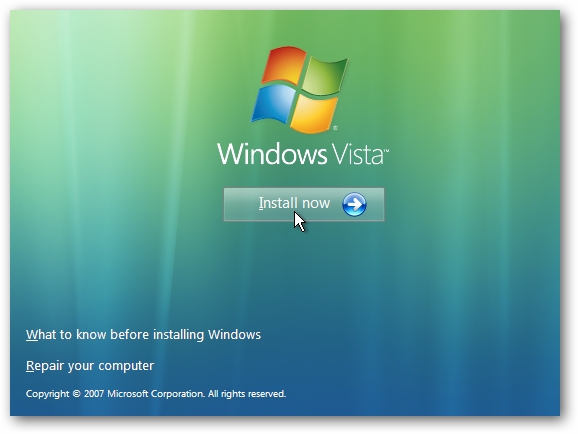 Windows Vista™
Install now
What to know before installing Windows
Repair your computer
Copyright © 2007 Microsoft Corporation. All rights reserved.